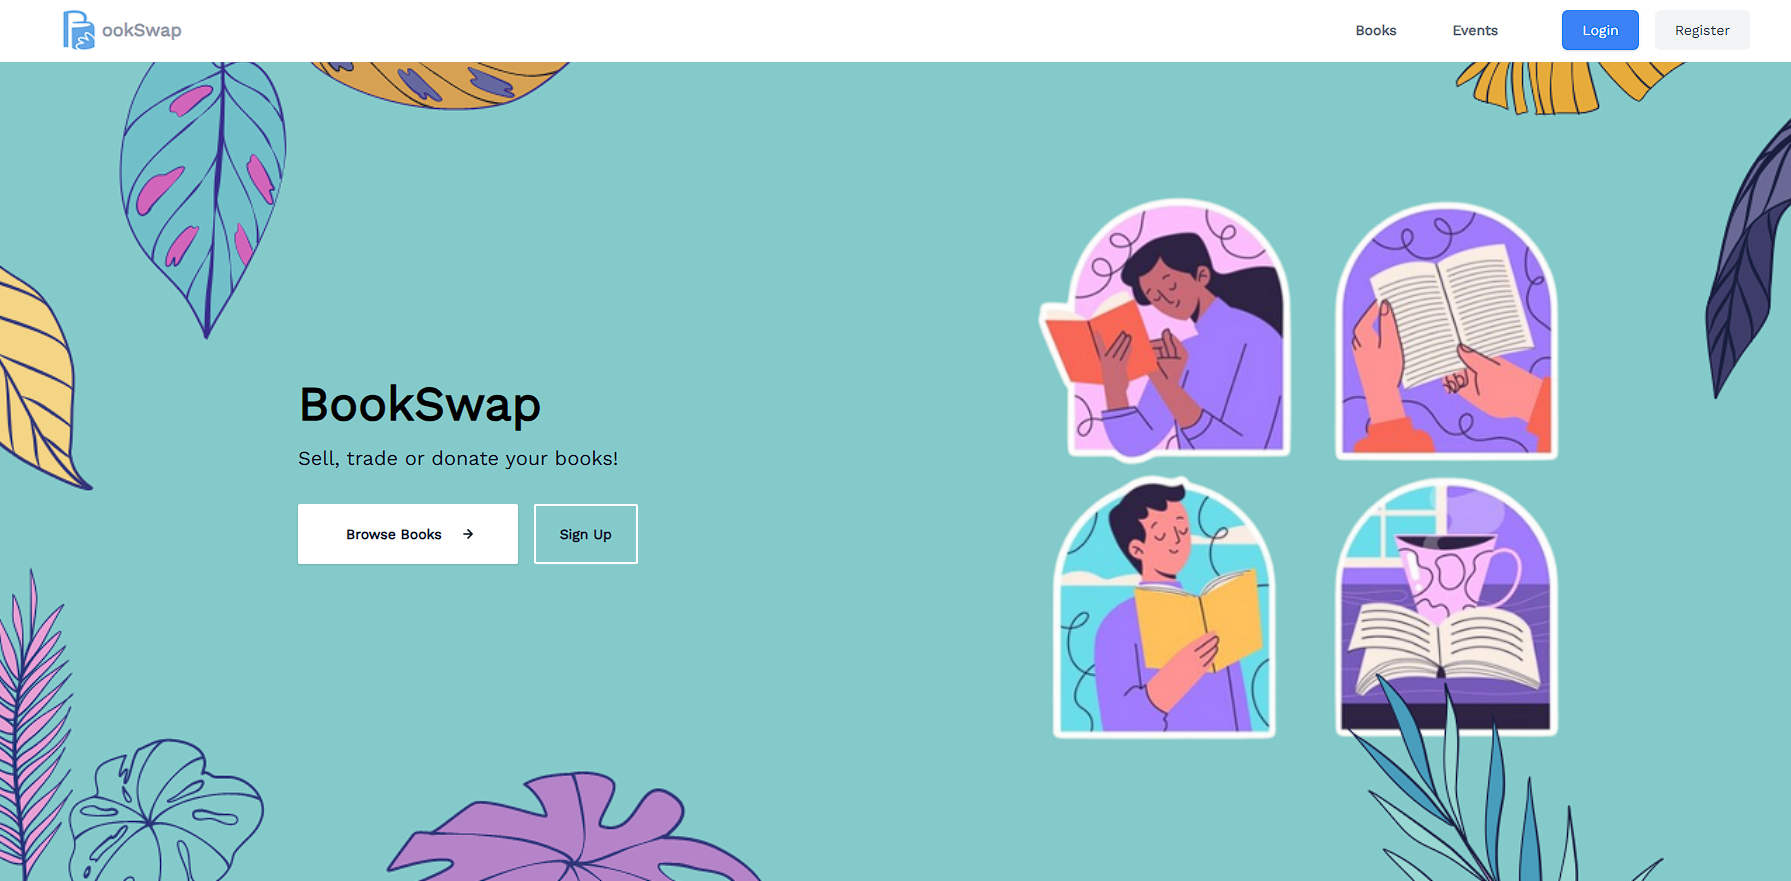 ookSwap
Books
Events
Login
Register
BookSwap
Sell, trade or donate your books!
Browse Books →
Sign Up